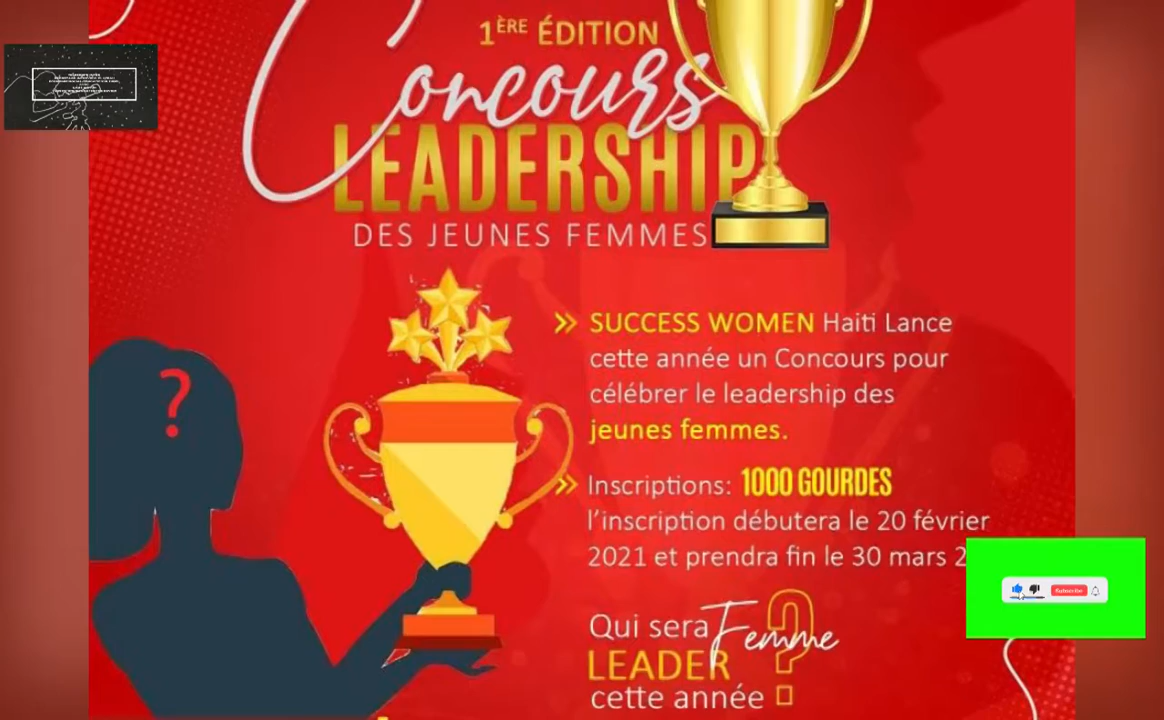 1ÈRE ÉDITION
Concours
LEADERSHIP
DES JEUNES FEMMES
?
» SUCCESS WOMEN Haiti Lance
cette année un Concours pour
célébrer le leadership des
jeunes femmes.
» Inscriptions: 1000 GOURDES
l'inscription débutera le 20 février
2021 et prendra fin le 30 mars 2
Qui sera Femme
LEADER ?
cette année
Subscribe